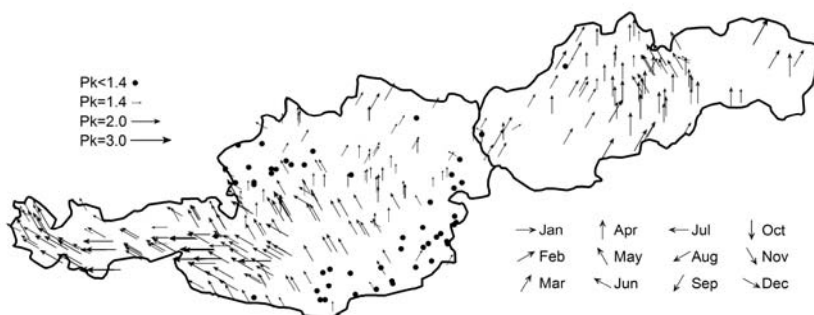 Pk<1.4
Pk=1.4
Pk=2.0
Pk=3.0
Jan Apr Jul Oct
Feb May Aug Nov
Mar Jun Sep Dec